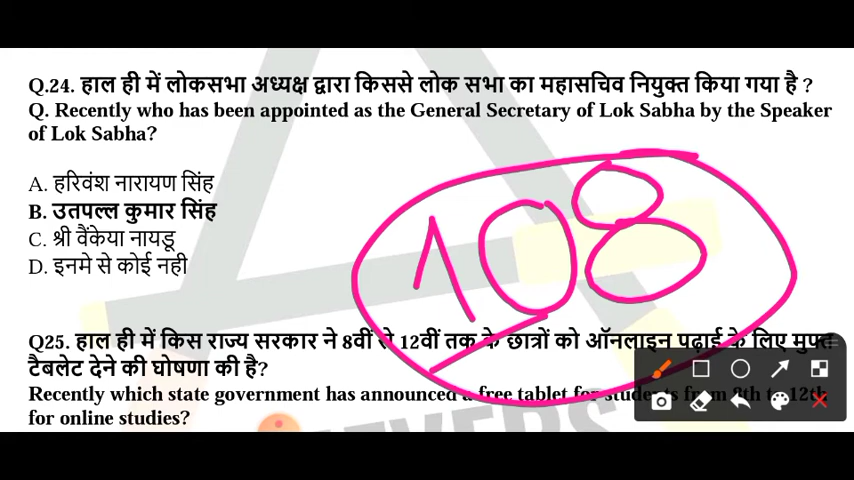 Q.24. हाल ही में लोकसभा अध्यक्ष द्वारा किससे लोक सभा का महासचिव नियुक्त किया गया है ?
Q. Recently who has been appointed as the General Secretary of Lok Sabha by the Speaker
of Lok Sabha?
A. हरिवंश नारायण सिंह
B. उतपल्ल कुमार सिंह
C. श्री वैंकेया नायडू
D. इनमे से कोई नही
108
Q25. हाल ही में किस राज्य सरकार ने 8वीं से 12वीं तक के छात्रों को ऑनलाइन पढ़ाई के लिए मुफ्त
टैबलेट देने की घोषणा की है?
Recently which state government has announced a free tablet for students from 8th to 12th
for online studies?